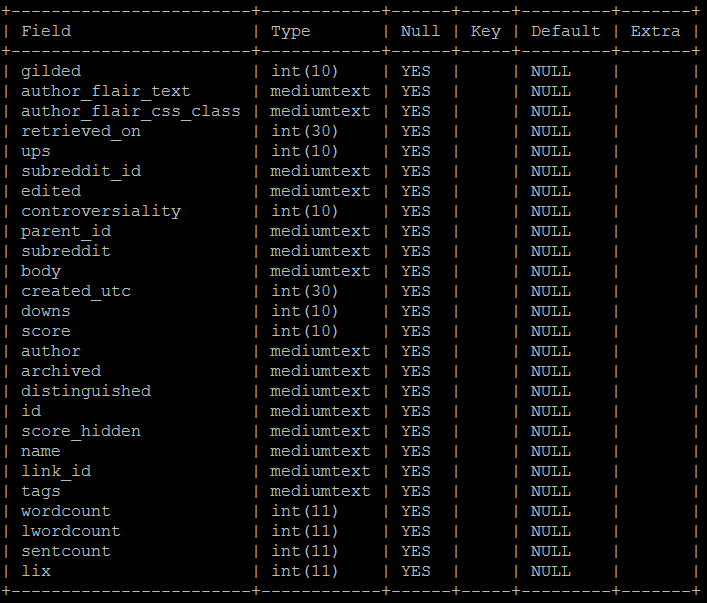 +------------------------+------------+------+-----+---------+-------+
| Field                  | Type       | Null | Key | Default | Extra |
+------------------------+------------+------+-----+---------+-------+
| gilded                 | int(10)    | YES  |     | NULL    |       |
| author_flair_text      | mediumtext | YES  |     | NULL    |       |
| author_flair_css_class | mediumtext | YES  |     | NULL    |       |
| retrieved_on           | int(30)    | YES  |     | NULL    |       |
| ups                    | int(10)    | YES  |     | NULL    |       |
| subreddit_id           | mediumtext | YES  |     | NULL    |       |
| edited                 | mediumtext | YES  |     | NULL    |       |
| controversiality       | int(10)    | YES  |     | NULL    |       |
| parent_id              | mediumtext | YES  |     | NULL    |       |
| subreddit              | mediumtext | YES  |     | NULL    |       |
| body                   | mediumtext | YES  |     | NULL    |       |
| created_utc            | int(30)    | YES  |     | NULL    |       |
| downs                  | int(10)    | YES  |     | NULL    |       |
| score                  | int(10)    | YES  |     | NULL    |       |
| author                 | mediumtext | YES  |     | NULL    |       |
| archived               | mediumtext | YES  |     | NULL    |       |
| distinguished          | mediumtext | YES  |     | NULL    |       |
| id                     | mediumtext | YES  |     | NULL    |       |
| score_hidden           | mediumtext | YES  |     | NULL    |       |
| name                   | mediumtext | YES  |     | NULL    |       |
| link_id                | mediumtext | YES  |     | NULL    |       |
| tags                   | mediumtext | YES  |     | NULL    |       |
| wordcount              | int(11)    | YES  |     | NULL    |       |
| lwordcount             | int(11)    | YES  |     | NULL    |       |
| sentcount              | int(11)    | YES  |     | NULL    |       |
| lix                    | int(11)    | YES  |     | NULL    |       |
+------------------------+------------+------+-----+---------+-------+